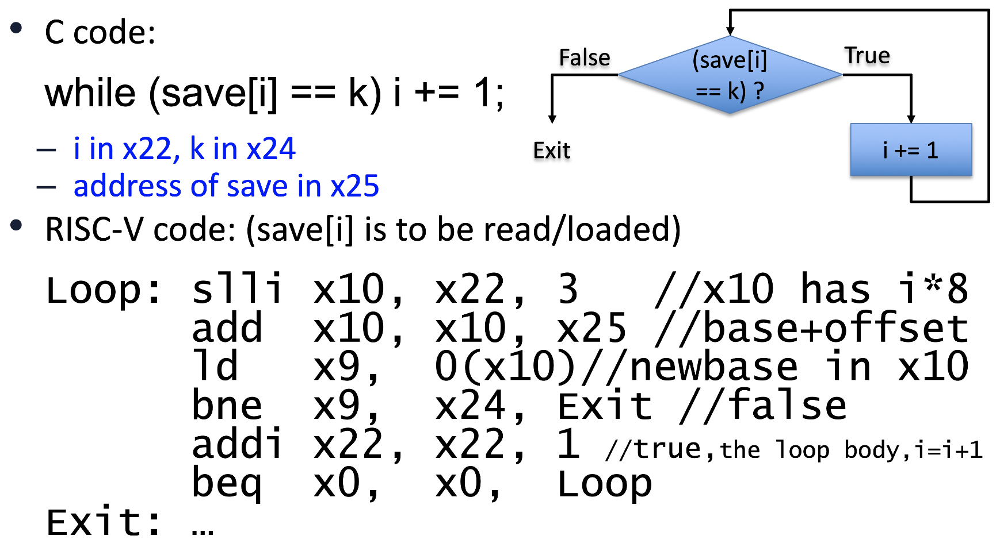 • C code:
while (save[i] == k) i += 1;
– i in x22, k in x24
– address of save in x25
False
(save[i]
== k) ?
True
Exit
i += 1
• RISC-V code: (save[i] is to be read/loaded)
Loop: slli x10, x22, 3 //x10 has i*8
add x10, x10, x25 //base+offset
ld x9, 0(x10)//newbase in x10
bne x9, x24, Exit //false
addi x22, x22, 1 //true,the loop body,i=i+1
beq x0, x0, Loop
Exit: …